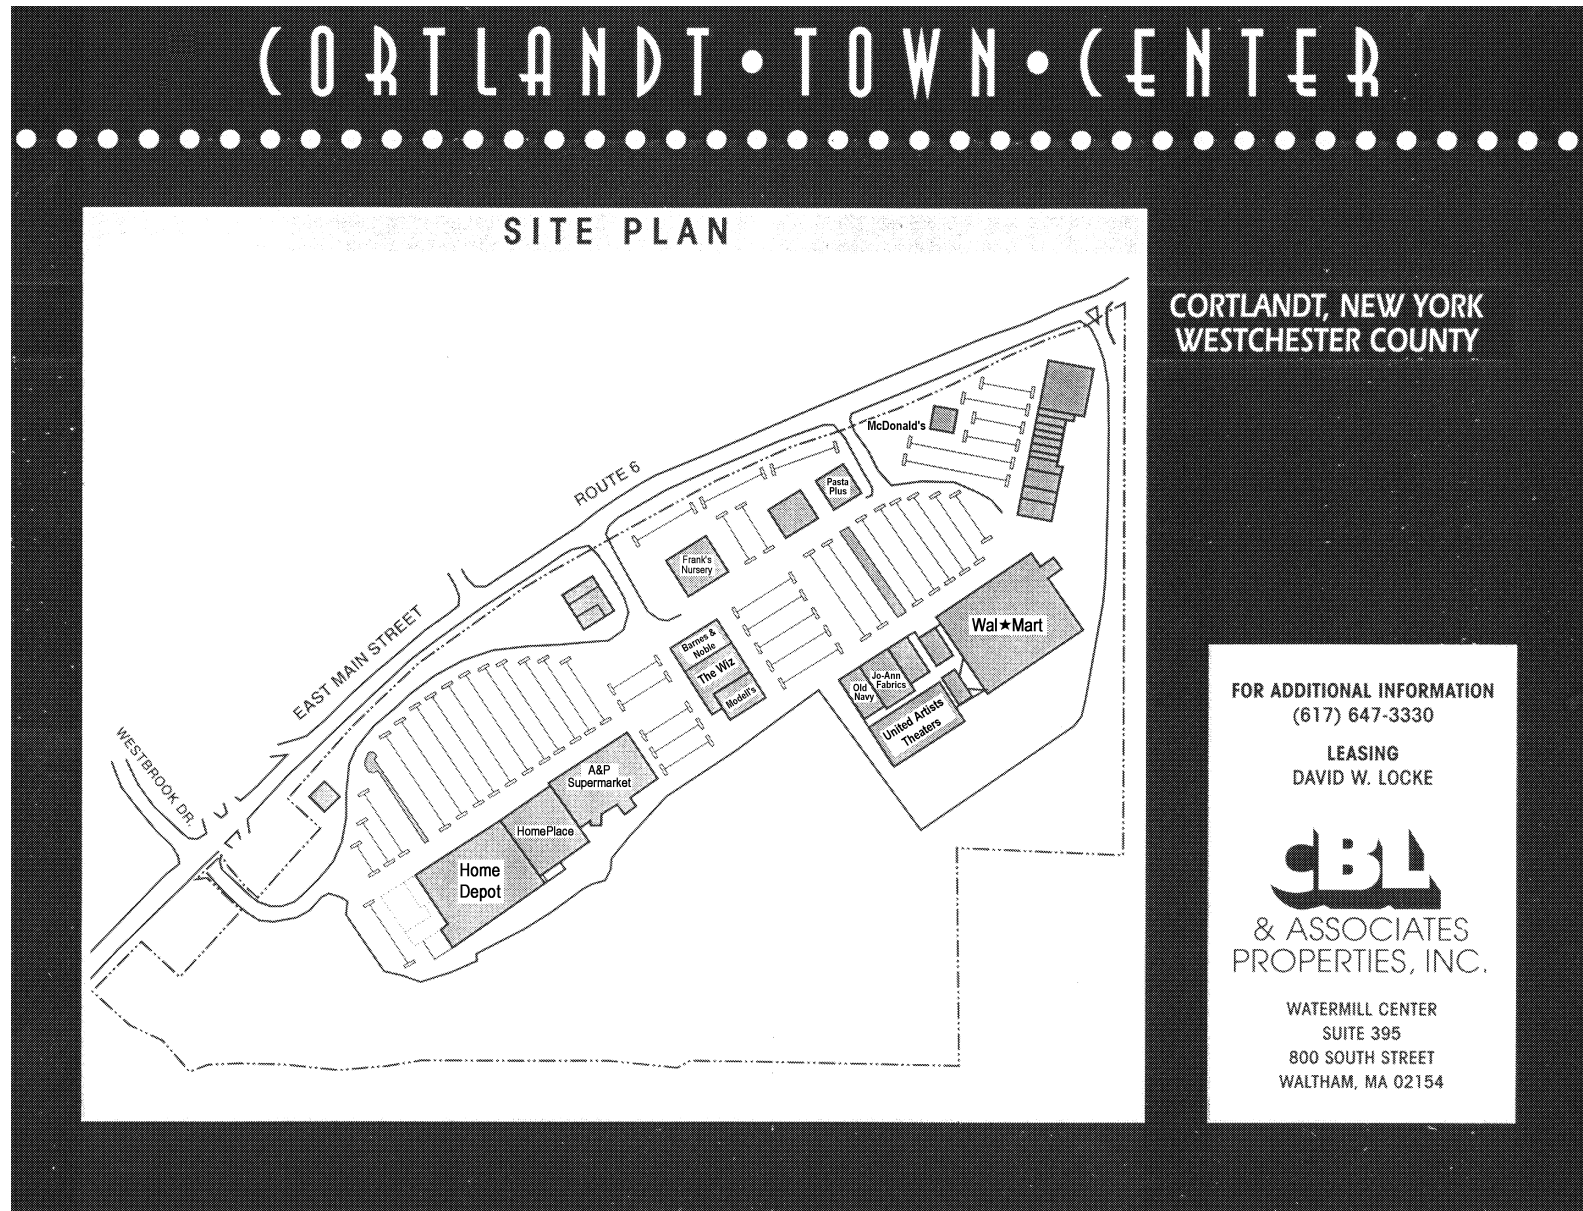 CORTLANDT • TOWN • CENTER
SITE PLAN
CORTLANDT, NEW YORK
WESTCHESTER COUNTY
McDonald's
ROUTE 6
Pasta
Plus
Frank's
Nursery
EAST MAIN STREET
Wal★Mart
Barnes &
Noble
The Wiz
Modell's
Jo-Ann
Fabrics
Old
Navy
United Artists
Theaters
WESTBROOK DR.
A&P
Supermarket
HomePlace
Home
Depot
FOR ADDITIONAL INFORMATION
(617) 647-3330
LEASING
DAVID W. LOCKE
CBL
& ASSOCIATES
PROPERTIES, INC.
WATERMILL CENTER
SUITE 395
800 SOUTH STREET
WALTHAM, MA 02154